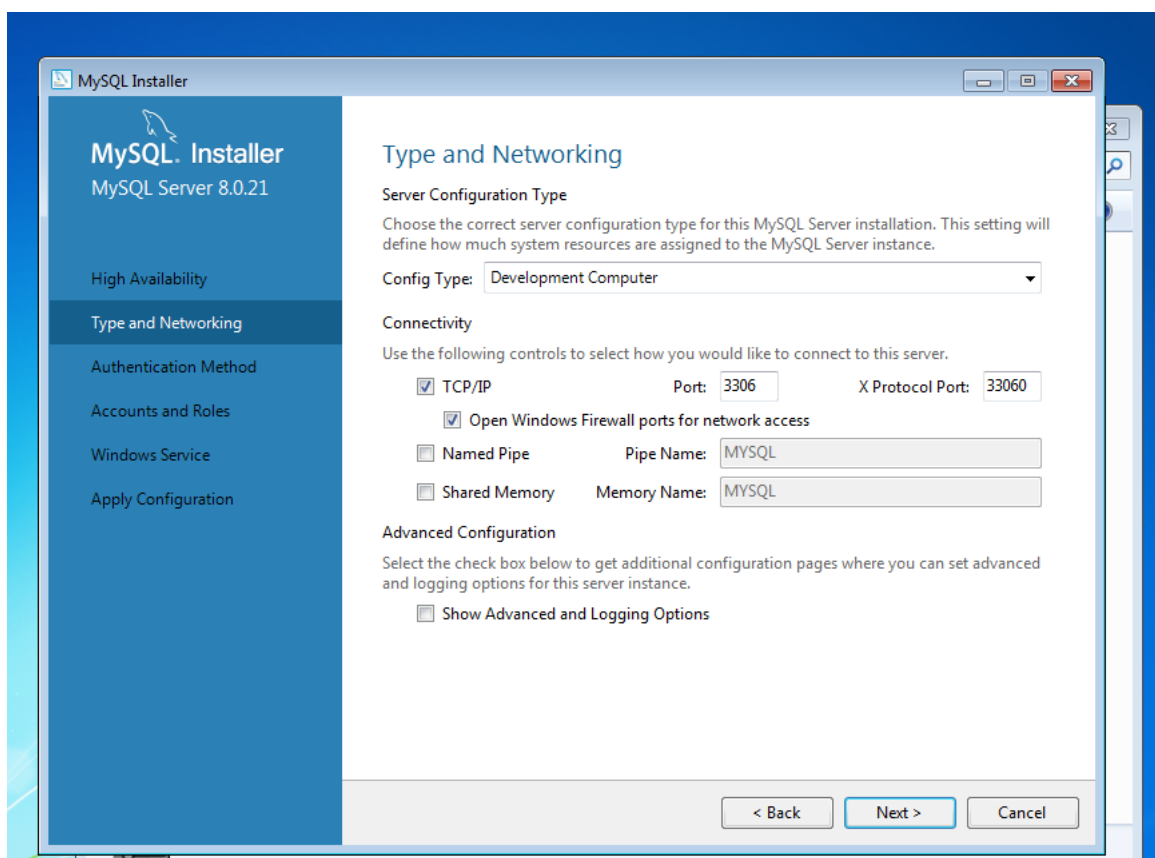 MySQL Installer
MySQL. Installer
MySQL Server 8.0.21
High Availability
Type and Networking
Authentication Method
Accounts and Roles
Windows Service
Apply Configuration
Type and Networking
Server Configuration Type
Choose the correct server configuration type for this MySQL Server installation. This setting will
define how much system resources are assigned to the MySQL Server instance.
Config Type: Development Computer
Connectivity
Use the following controls to select how you would like to connect to this server.
TCP/IP Port: 3306 X Protocol Port: 33060
Open Windows Firewall ports for network access
Named Pipe Pipe Name: MYSQL
Shared Memory Memory Name: MYSQL
Advanced Configuration
Select the check box below to get additional configuration pages where you can set advanced
and logging options for this server instance.
Show Advanced and Logging Options
< Back Next > Cancel